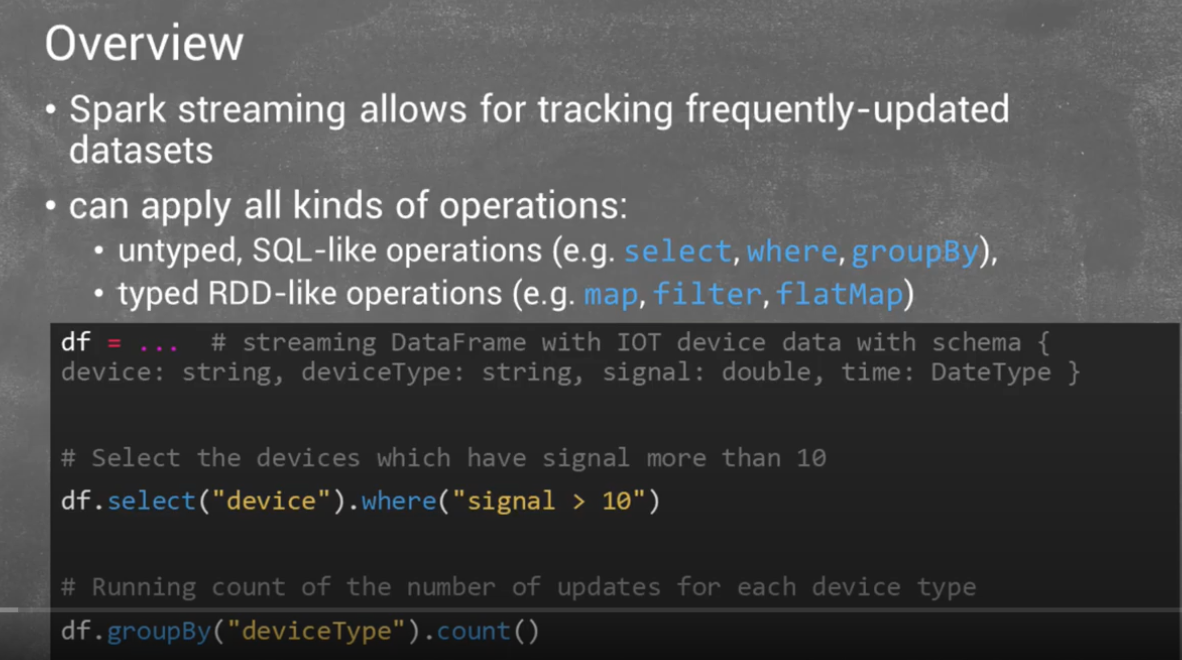 Overview
• Spark streaming allows for tracking frequently-updated
datasets
• can apply all kinds of operations:
• untyped, SQL-like operations (e.g. select, where, groupBy),
• typed RDD-like operations (e.g. map, filter, flatMap)
df = ... # streaming DataFrame with IOT device data with schema {
device: string, deviceType: string, signal: double, time: DateType }
# Select the devices which have signal more than 10
df.select("device").where("signal > 10")
# Running count of the number of updates for each device type
df.groupBy("deviceType").count()